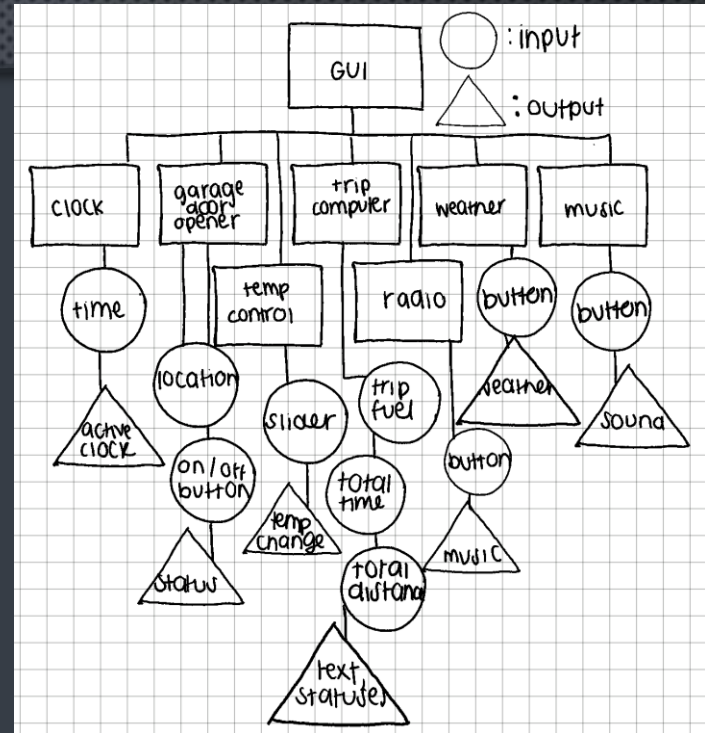 GUI
: input
: output
clock
garage
door
opener
trip
computer
weather
music
temp
control
radio
time
button
button
location
slider
trip
fuel
weather
sound
active
clock
on/off
button
total
time
button
temp
change
music
status
total
distanc
text
statuses